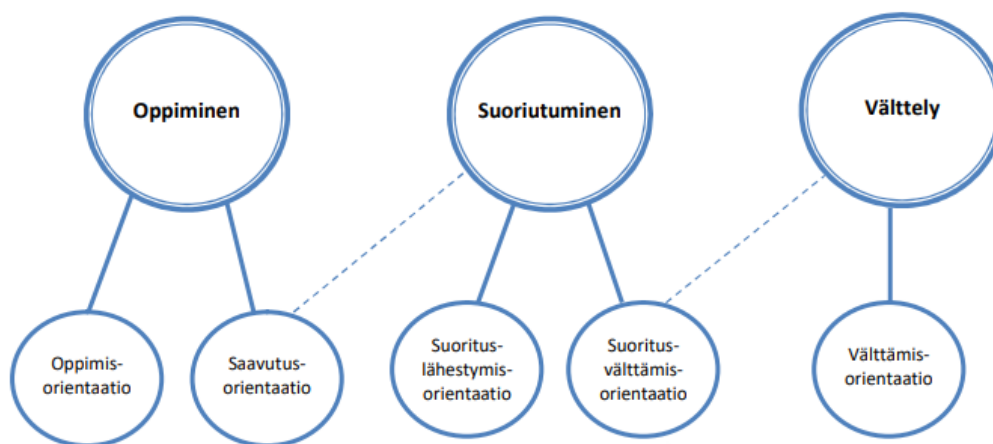 Oppiminen
Suoriutuminen
Välttely
Oppimis-
orientaatio
Saavutus-
orientaatio
Suoritus-
lähestymis-
orientaatio
Suoritus-
välttämis-
orientaatio
Välttämis-
orientaatio